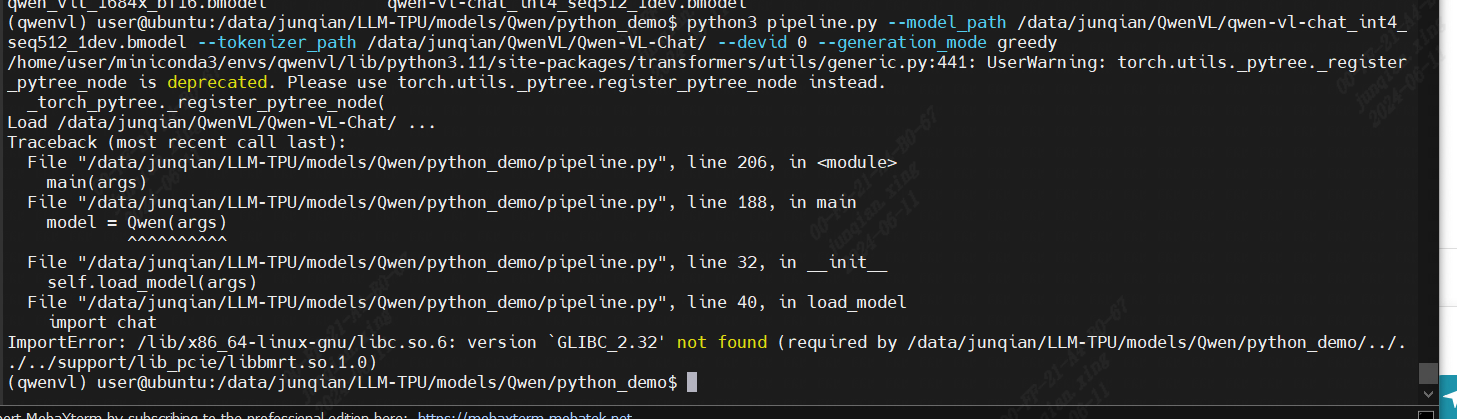 qwen_vit_1684x_bf16.bmodel qwen-vl-chat_int4_seq512_1dev.bmodel
(qwenvl) user@ubuntu:/data/junqian/LLM-TPU/models/Qwen/python_demo$ python3 pipeline.py --model_path /data/junqian/QwenVL/qwen-vl-chat_int4_
seq512_1dev.bmodel --tokenizer_path /data/junqian/QwenVL/Qwen-VL-Chat/ --devid 0 --generation_mode greedy
/home/user/miniconda3/envs/qwenvl/lib/python3.11/site-packages/transformers/utils/generic.py:441: UserWarning: torch.utils._pytree._register
_pytree_node is deprecated. Please use torch.utils._pytree.register_pytree_node instead.
  _torch_pytree._register_pytree_node(
Load /data/junqian/QwenVL/Qwen-VL-Chat/ ...
Traceback (most recent call last):
  File "/data/junqian/LLM-TPU/models/Qwen/python_demo/pipeline.py", line 206, in <module>
    main(args)
  File "/data/junqian/LLM-TPU/models/Qwen/python_demo/pipeline.py", line 188, in main
    model = Qwen(args)
            ^^^^^^^^^^
  File "/data/junqian/LLM-TPU/models/Qwen/python_demo/pipeline.py", line 32, in __init__
    self.load_model(args)
  File "/data/junqian/LLM-TPU/models/Qwen/python_demo/pipeline.py", line 40, in load_model
    import chat
ImportError: /lib/x86_64-linux-gnu/libc.so.6: version `GLIBC_2.32' not found (required by /data/junqian/LLM-TPU/models/Qwen/python_demo/../.
./../support/lib_pcie/libbmrt.so.1.0)
(qwenvl) user@ubuntu:/data/junqian/LLM-TPU/models/Qwen/python_demo$
port MobaXterm by subscribing to the professional edition here: https://mobaxterm.mobatek.net
junqian.xing
2024-06-11